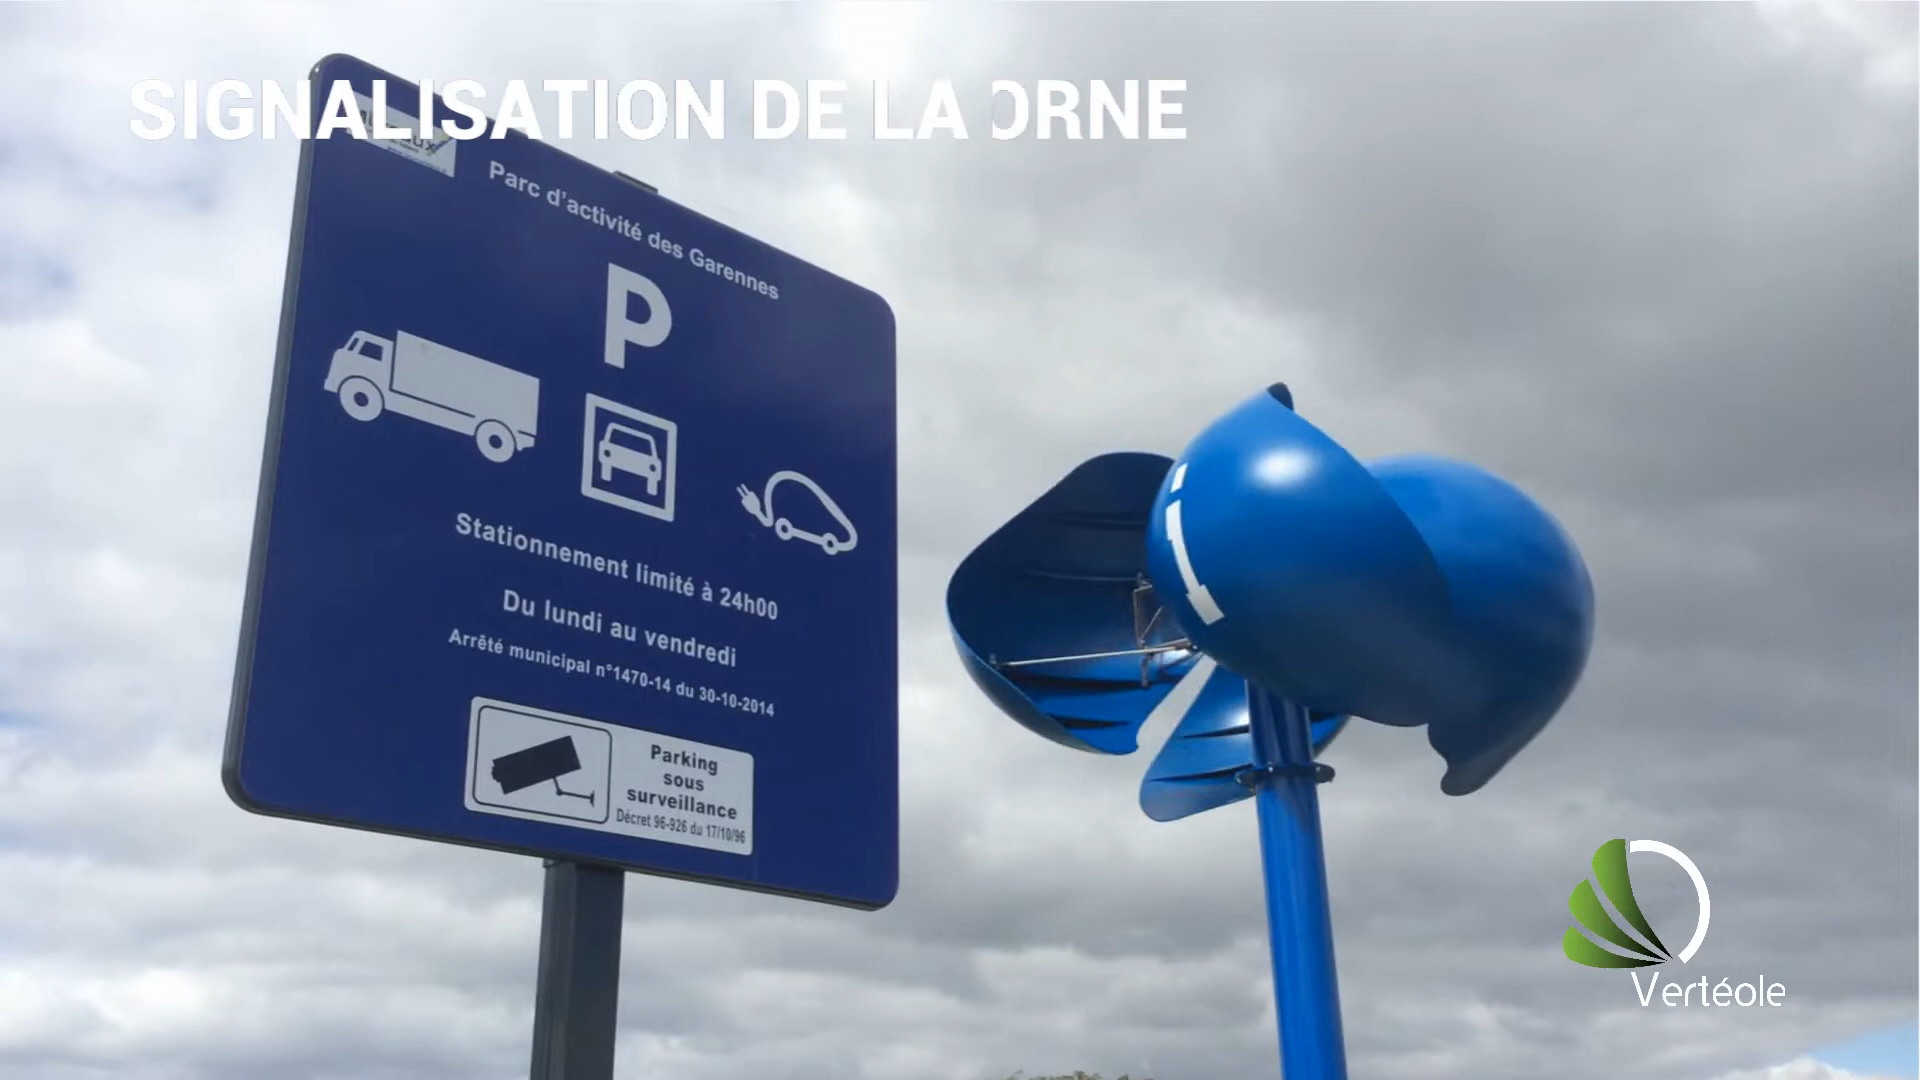 SIGNALISATION DE LA ORNE
Parc d'activité des Garennes
P
Stationnement limité à 24h00
Du lundi au vendredi
Arrêté municipal n°1470-14 du 30-10-2014
Parking
sous
surveillance
Décret 96-926 du 17/10/96
Vertéole